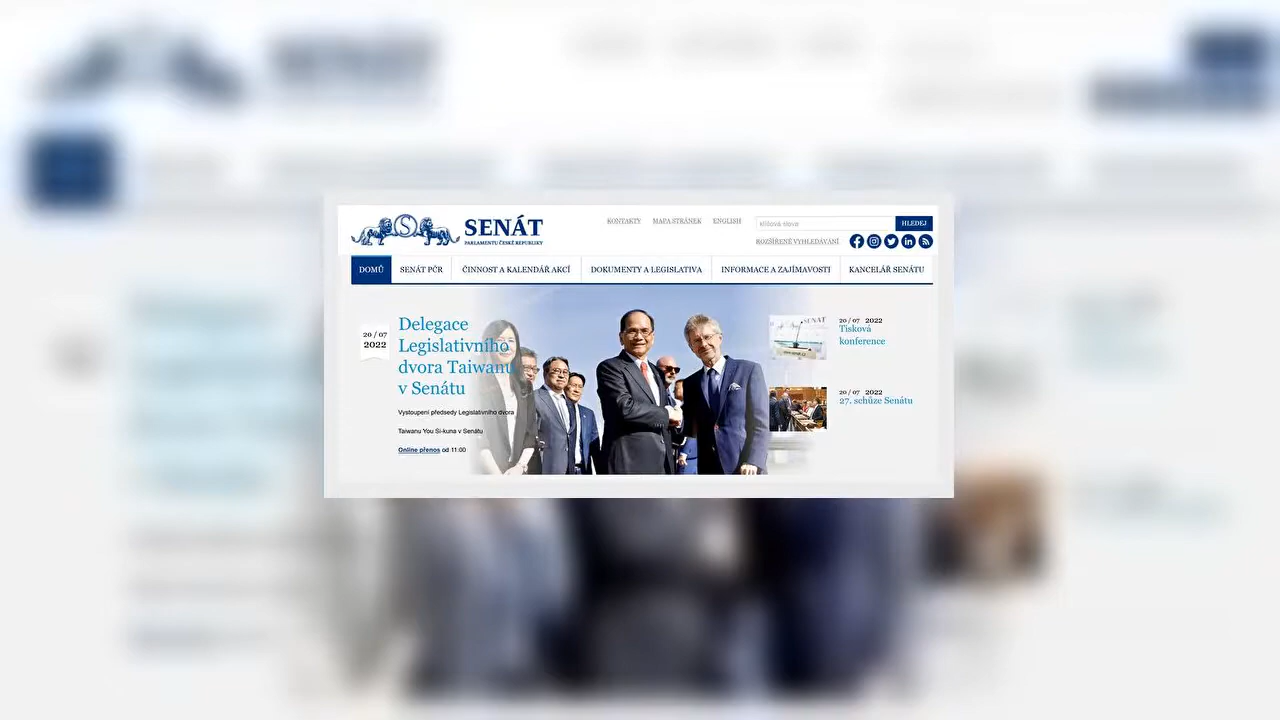 SENÁT
PARLAMENTU ČESKÉ REPUBLIKY
KONTAKTY
MAPA STRÁNEK
ENGLISH
klíčová slova
HLEDEJ
ROZŠÍŘENÉ VYHLEDÁVÁNÍ
DOMŮ
SENÁT PČR
ČINNOST A KALENDÁŘ AKCÍ
DOKUMENTY A LEGISLATIVA
INFORMACE A ZAJÍMAVOSTI
KANCELÁŘ SENÁTU
20 / 07
2022
Delegace
Legislativního
dvora Taiwanu
v Senátu
Vystoupení předsedy Legislativního dvora
Taiwanu You Si-kuna v Senátu
Online přenos od 11:00
SENÁT
20 / 07 2022
Tisková
konference
20 / 07 2022
27. schůze Senátu